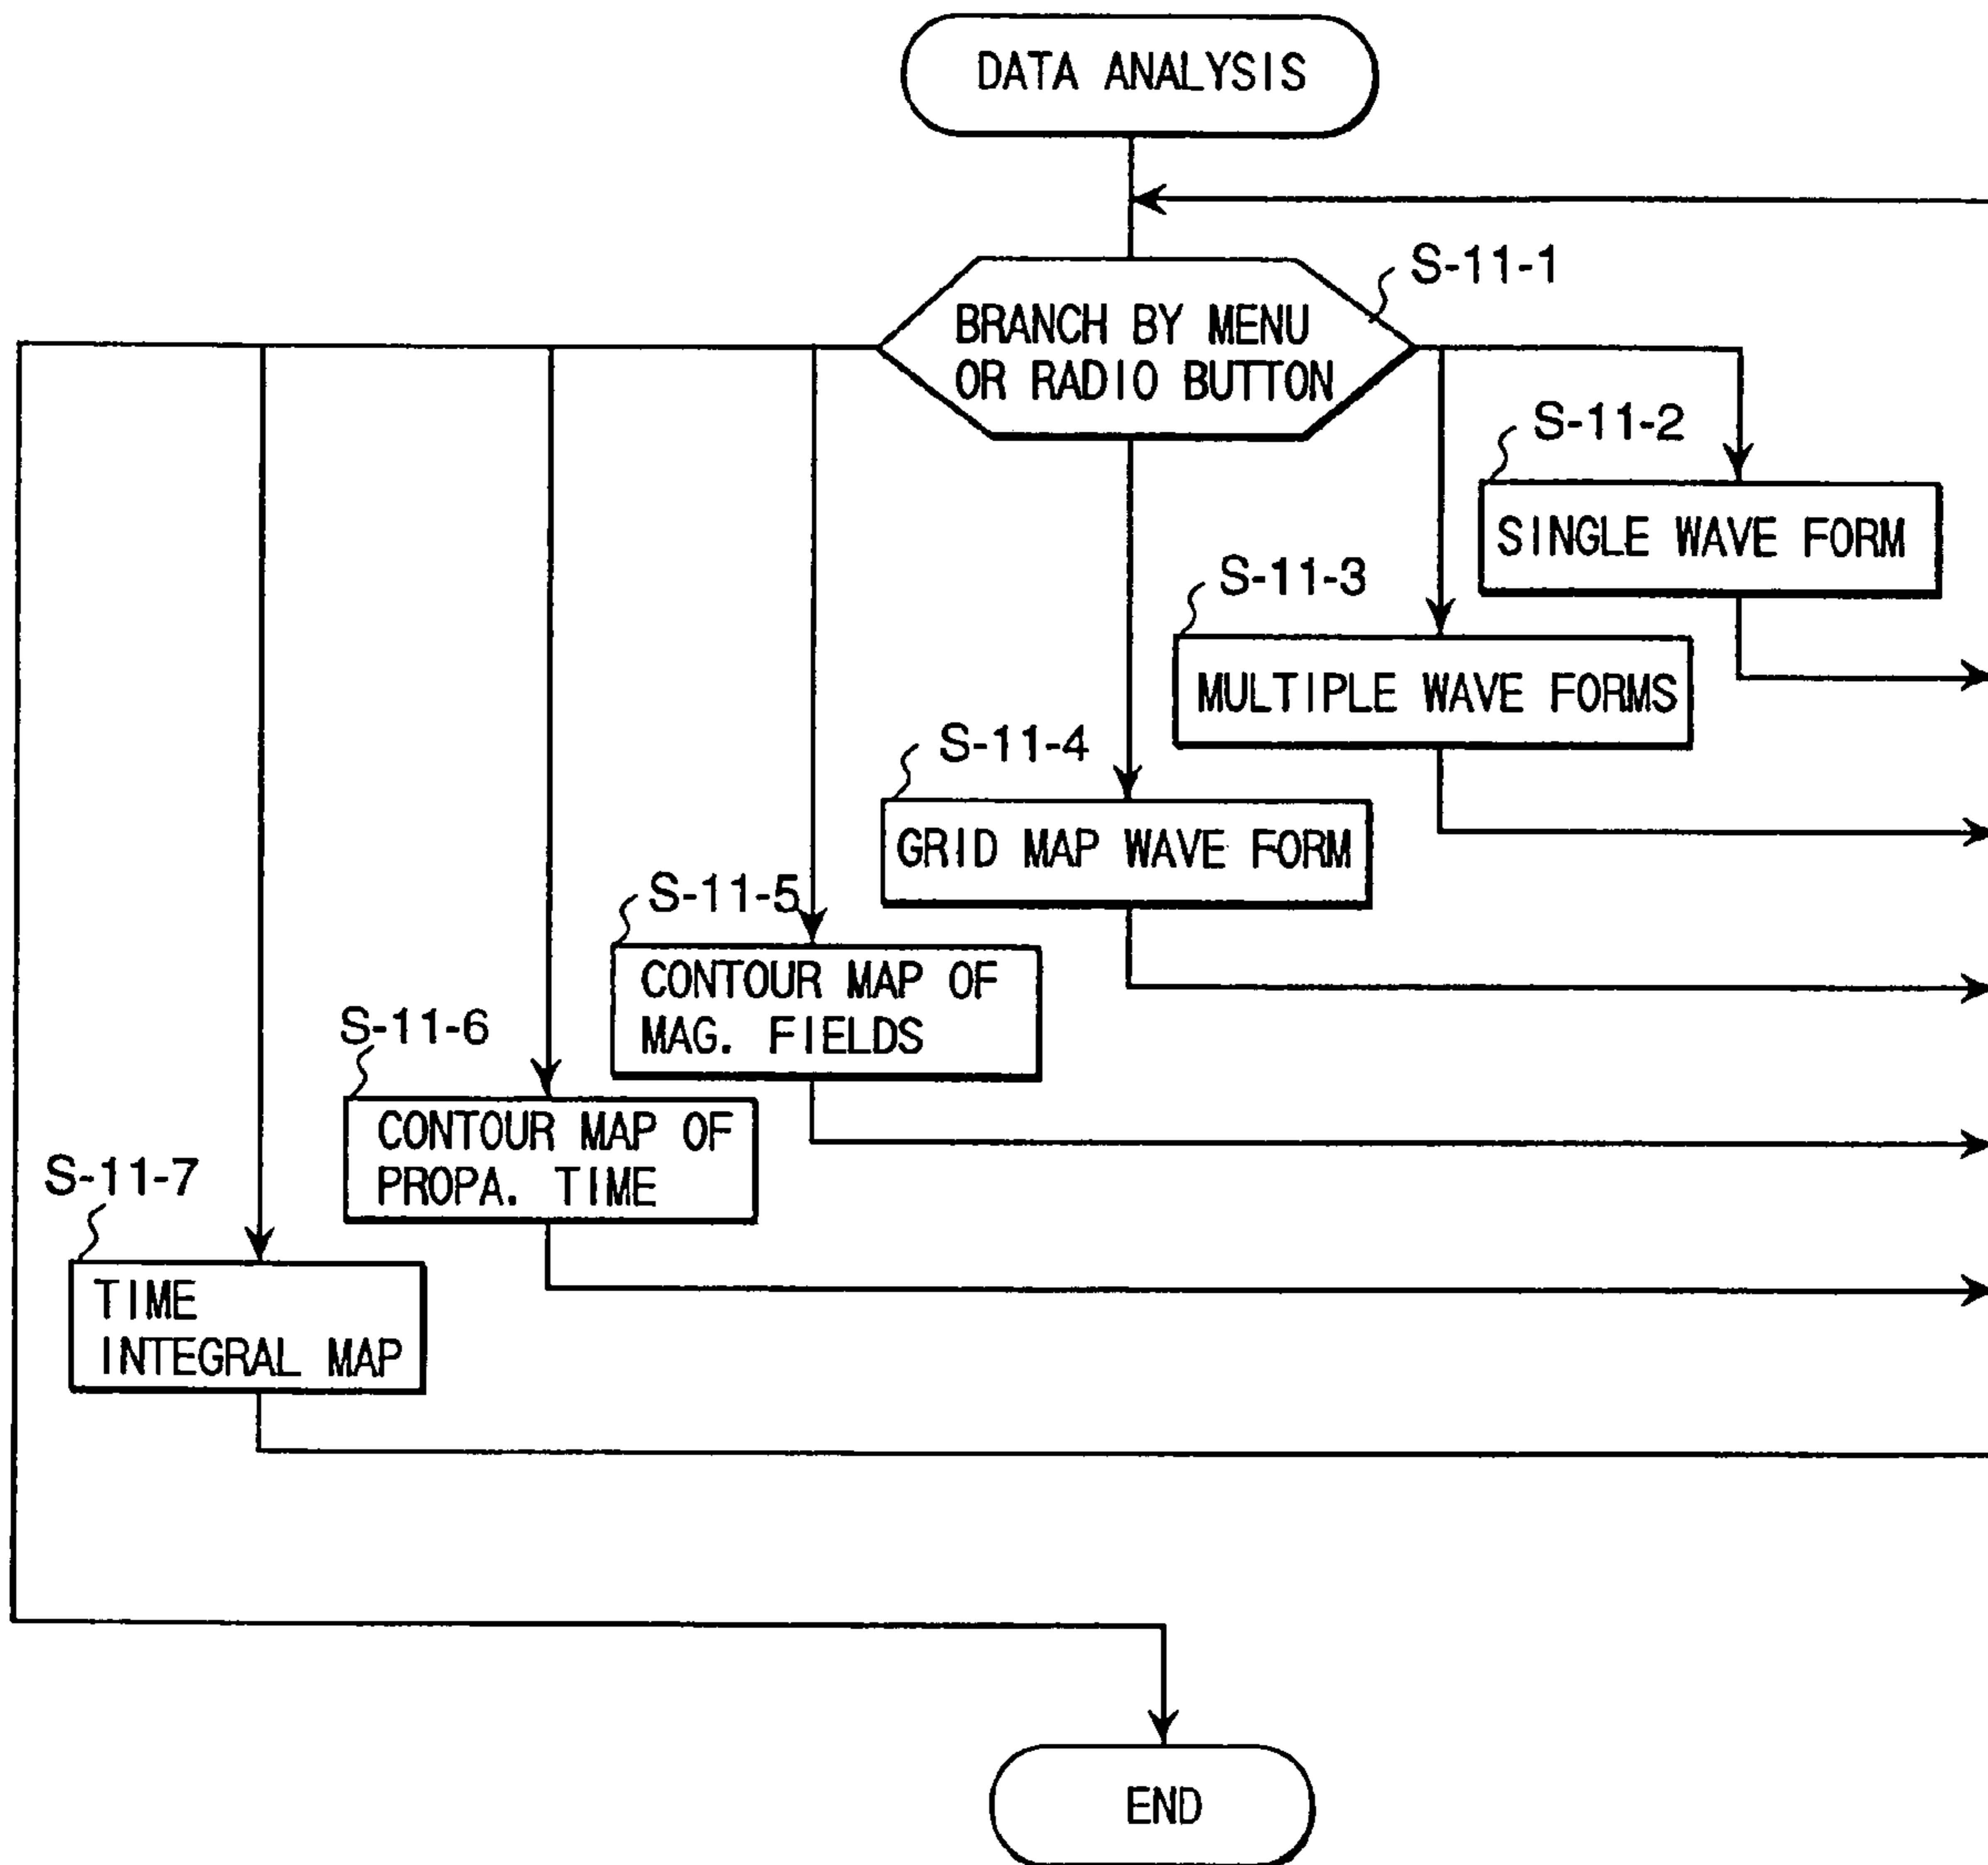 DATA ANALYSIS
S-11-1
BRANCH BY MENU
OR RADIO BUTTON
S-11-2
SINGLE WAVE FORM
S-11-3
MULTIPLE WAVE FORMS
S-11-4
GRID MAP WAVE FORM
S-11-5
CONTOUR MAP OF
MAG. FIELDS
S-11-6
CONTOUR MAP OF
PROPA. TIME
S-11-7
TIME
INTEGRAL MAP
END